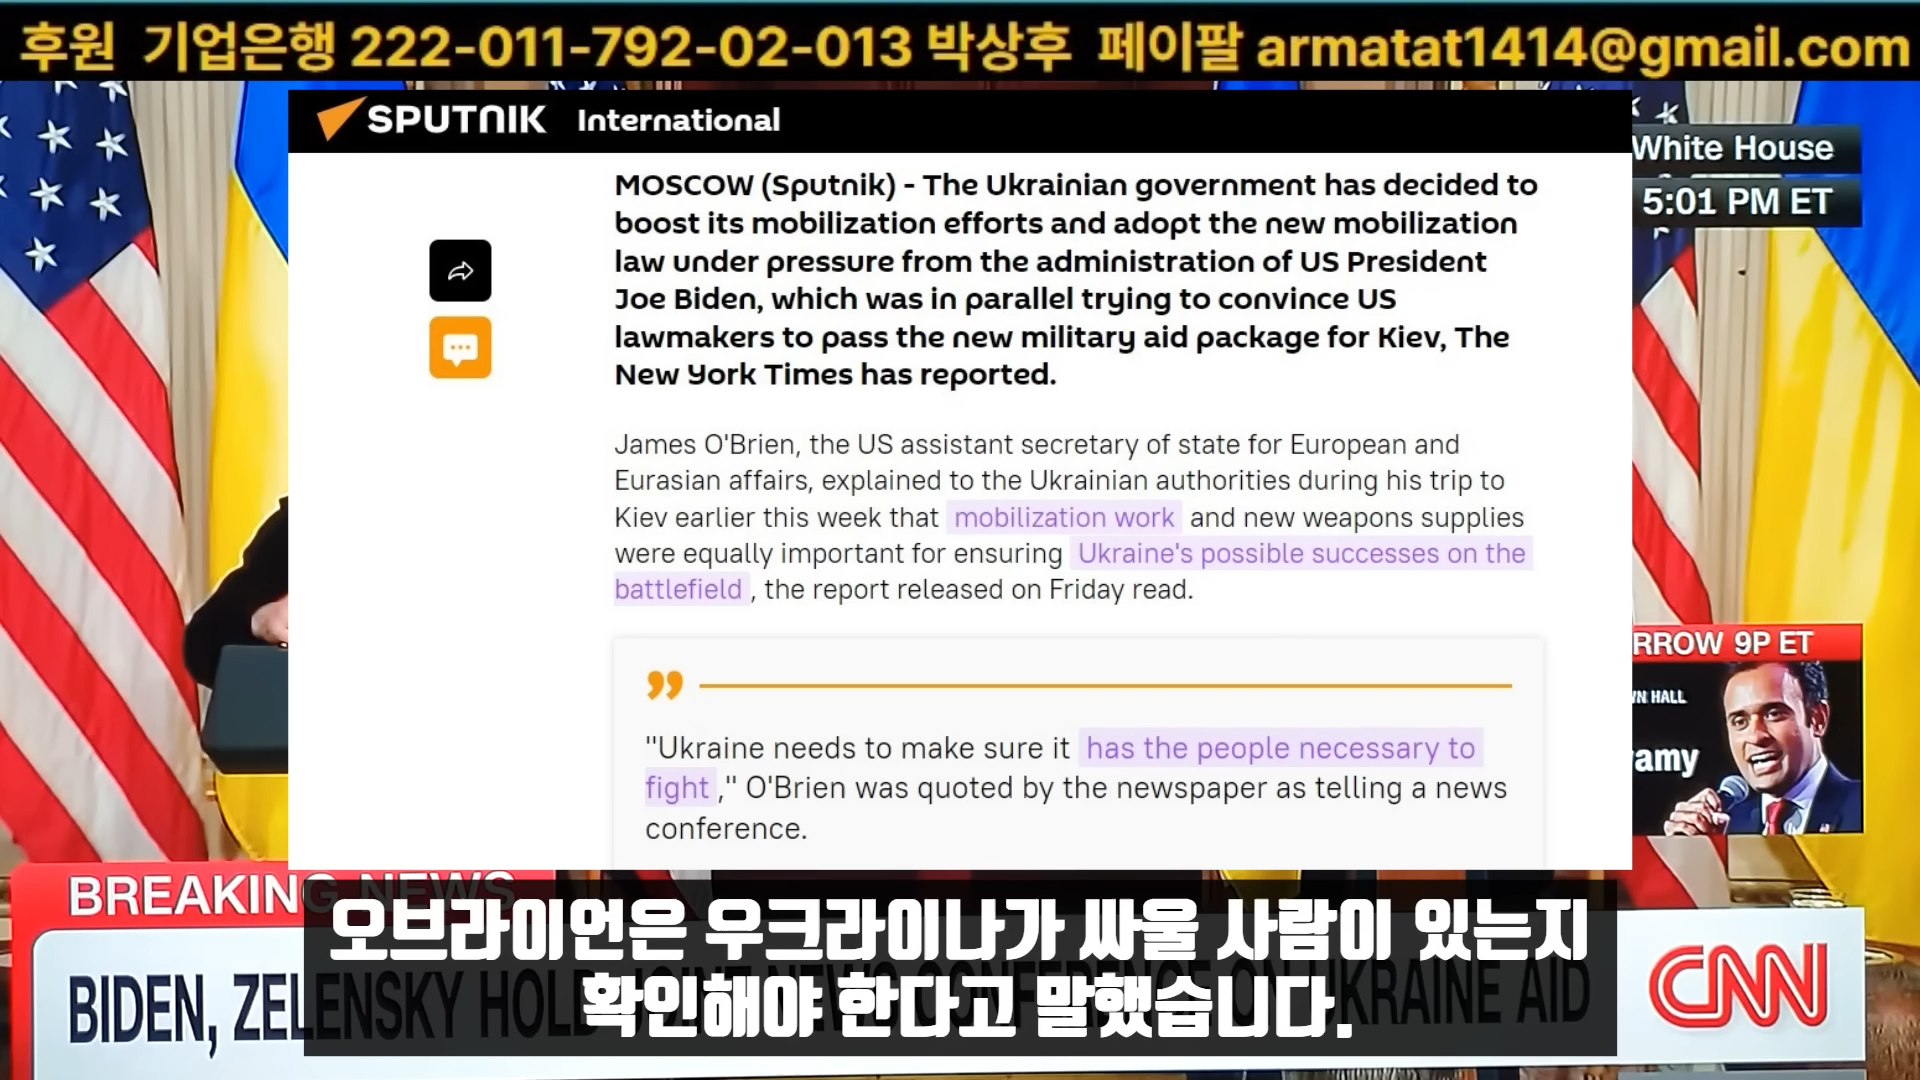 후원 기업은행 222-011-792-02-013 박상후 페이팔 armatat1414@gmail.com
SPUTNIK International
White House
5:01 PM ET
MOSCOW (Sputnik) - The Ukrainian government has decided to
boost its mobilization efforts and adopt the new mobilization
law under pressure from the administration of US President
Joe Biden, which was in parallel trying to convince US
lawmakers to pass the new military aid package for Kiev, The
New York Times has reported.
James O'Brien, the US assistant secretary of state for European and
Eurasian affairs, explained to the Ukrainian authorities during his trip to
Kiev earlier this week that mobilization work and new weapons supplies
were equally important for ensuring Ukraine's possible successes on the
battlefield , the report released on Friday read.
"Ukraine needs to make sure it has the people necessary to
fight ," O'Brien was quoted by the newspaper as telling a news
conference.
RROW 9P ET
WN HALL
amy
BREAKING NEWS
BIDEN, ZELENSKY HOLD JOINT NEWS CONFERENCE ON UKRAINE AID
CNN
오브라이언은 우크라이나가 싸울 사람이 있는지
확인해야 한다고 말했습니다.